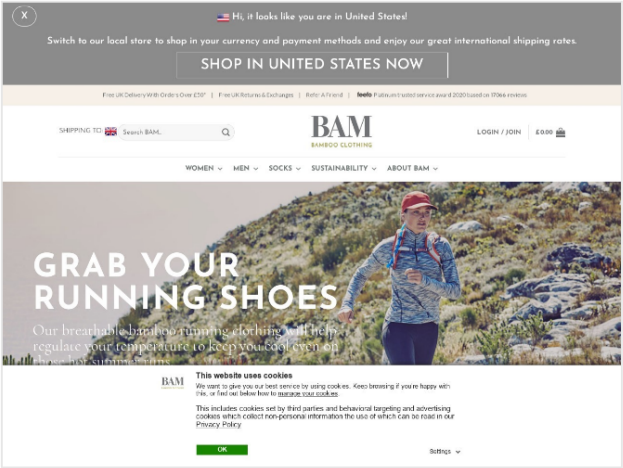 X
Hi, it looks like you are in United States!
Switch to our local store to shop in your currency and payment methods and enjoy our great international shipping rates.
SHOP IN UNITED STATES NOW
Free UK Delivery With Orders Over £50* | Free UK Returns & Exchanges | Refer A Friend | feefo Platinum trusted service award 2020 based on 17066 reviews
SHIPPING TO: Search BAM.. BAM LOGIN / JOIN £0.00
BAMBOO CLOTHING
WOMEN MEN SOCKS SUSTAINABILITY ABOUT BAM
GRAB YOUR
RUNNING SHOES
Our breathable bamboo running clothing will help
regulate your temperature to keep you cool even on
those hot summer runs
BAM
This website uses cookies
We want to give you our best service by using cookies. Keep browsing if you're happy with
this, or find out below how to manage your cookies.
This includes cookies set by third parties and behavioral targeting and advertising
cookies which collect non-personal information the use of which can be read in our
Privacy Policy
OK
Settings